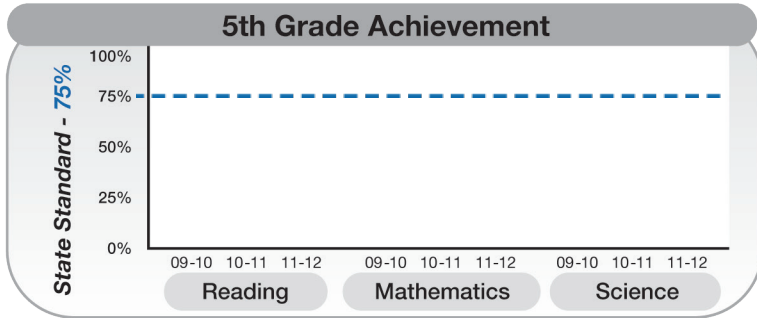 5th Grade Achievement
State Standard - 75%
100%
75%
50%
25%
0%
09-10 10-11 11-12 09-10 10-11 11-12 09-10 10-11 11-12
Reading Mathematics Science